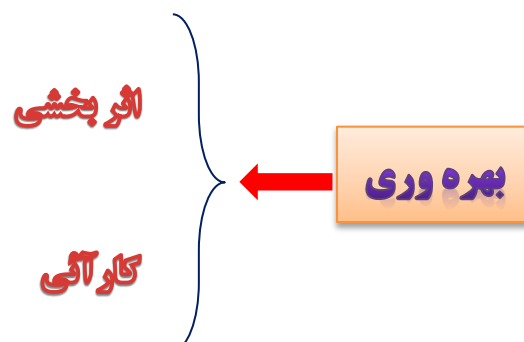 بهره وری
اثر بخشی
کارآئی